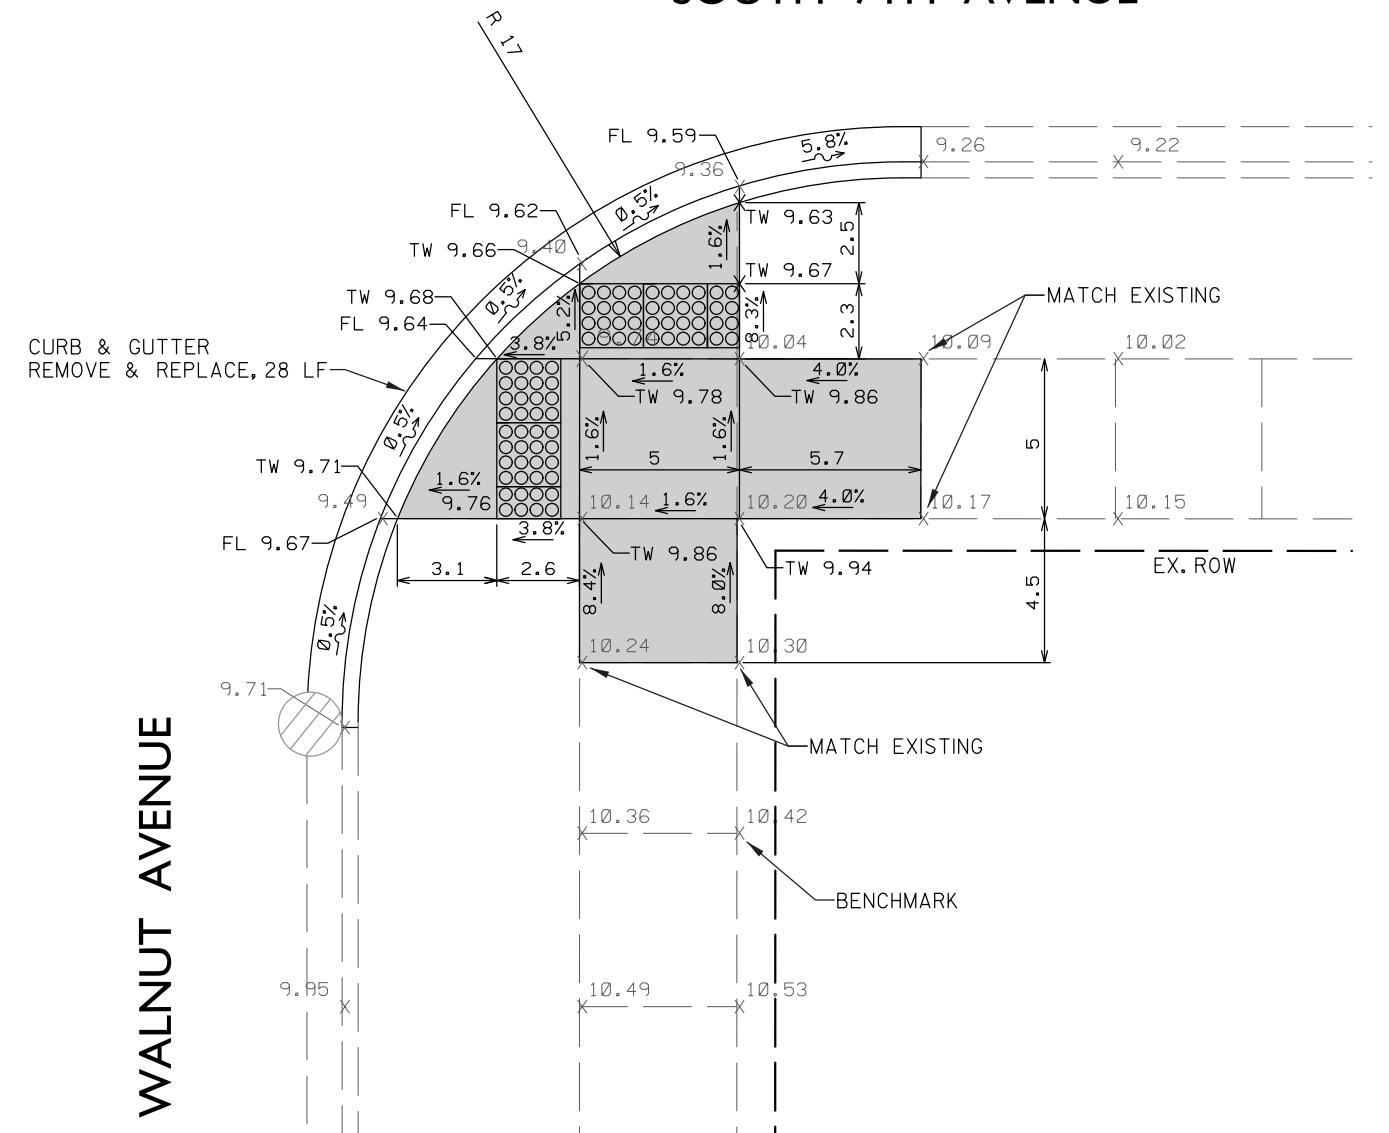 SOUTH 7TH AVENUE
R 17
FL 9.59
5.8%
9.26
9.22
9.36
0.5%
FL 9.62
TW 9.63
2.5
TW 9.66
9.40
1.6%
TW 9.67
TW 9.68
0.5%
FL 9.64
5.2%
8.3%
2.3
MATCH EXISTING
CURB & GUTTER
REMOVE & REPLACE, 28 LF
3.8%
10.04
10.09
10.02
1.6%
4.0%
TW 9.78
TW 9.86
0.5%
1.6%
1.6%
5
TW 9.71
5
5.7
1.6%
9.49
9.76
10.14
1.6%
10.20
4.0%
10.17
10.15
FL 9.67
3.8%
TW 9.86
TW 9.94
EX. ROW
3.1
2.6
8.4%
8.0%
4.5
0.5%
10.24
10.30
9.71
MATCH EXISTING
WALNUT AVENUE
10.36
10.42
BENCHMARK
9.95
10.49
10.53